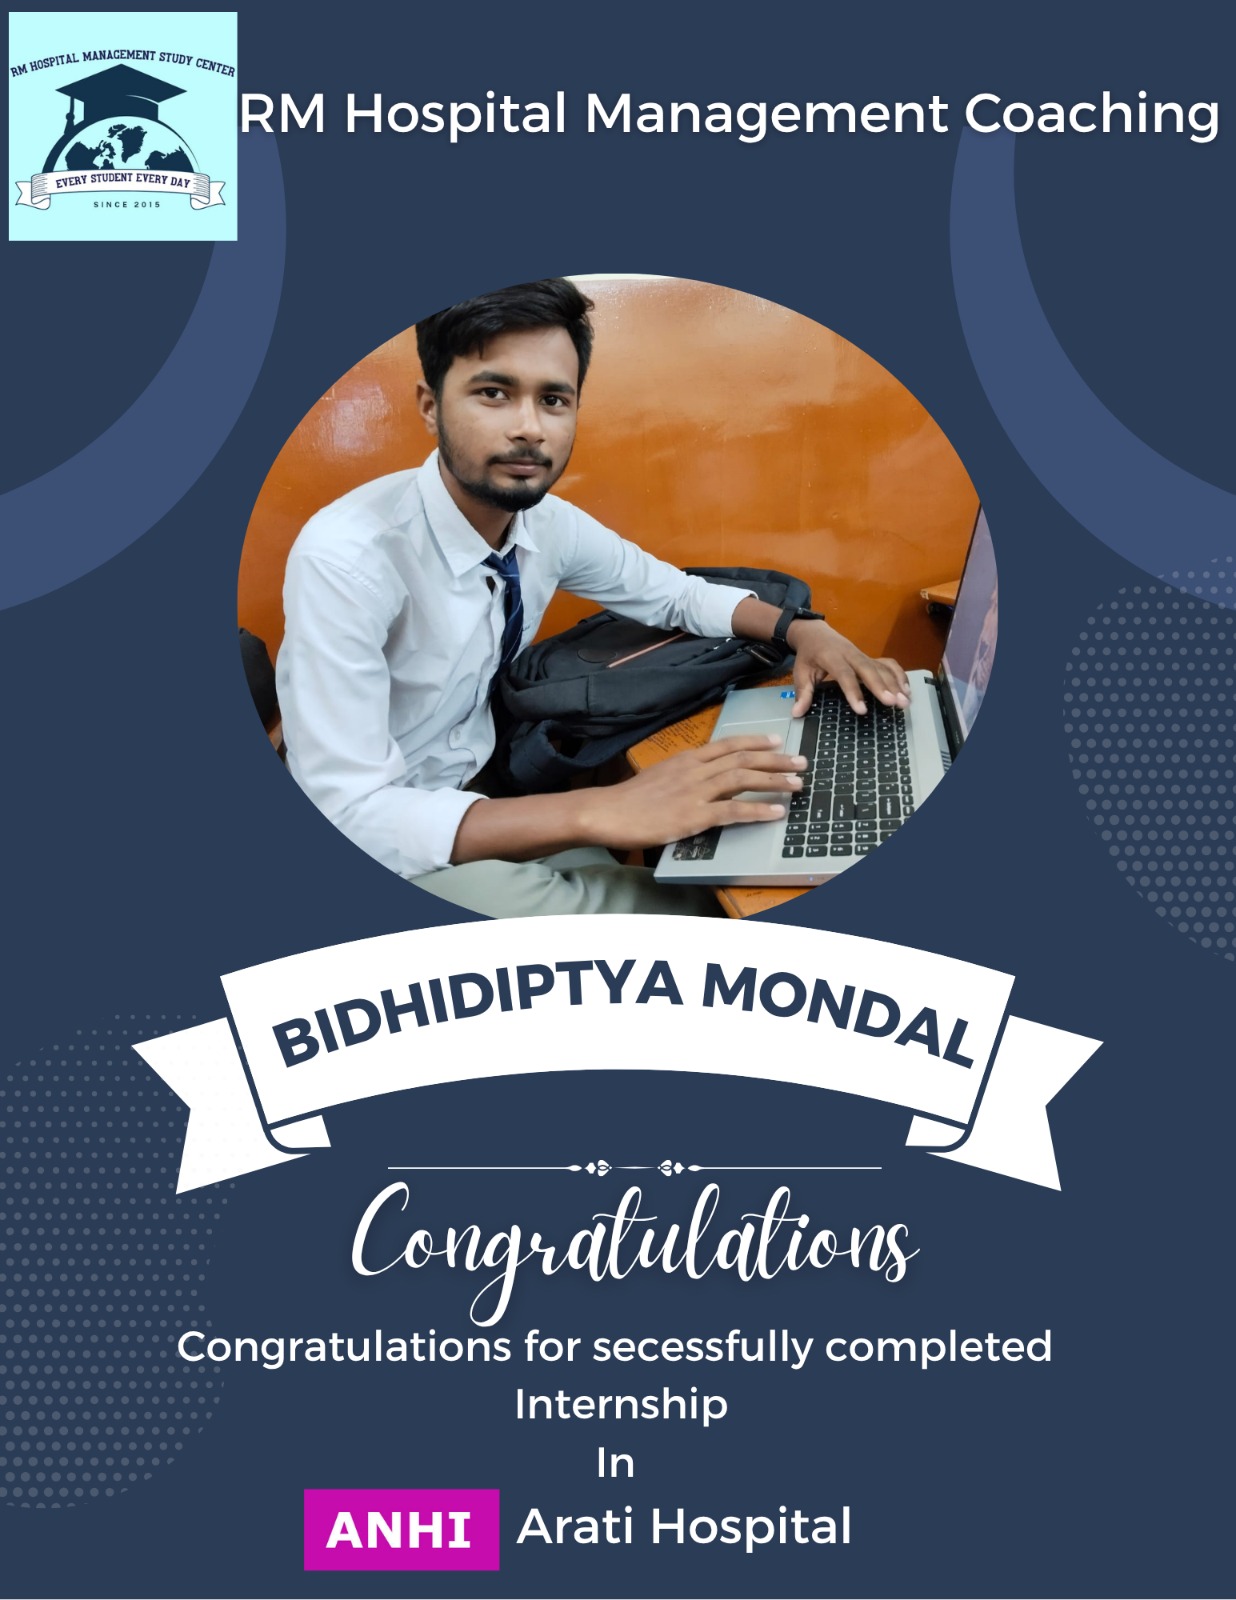 RM HOSPITAL MANAGEMENT STUDY CENTER
EVERY STUDENT EVERY DAY
SINCE 2015
RM Hospital Management Coaching
BIDHIDIPTYA MONDAL
Congratulations
Congratulations for secessfully completed
Internship
In
ANHI Arati Hospital